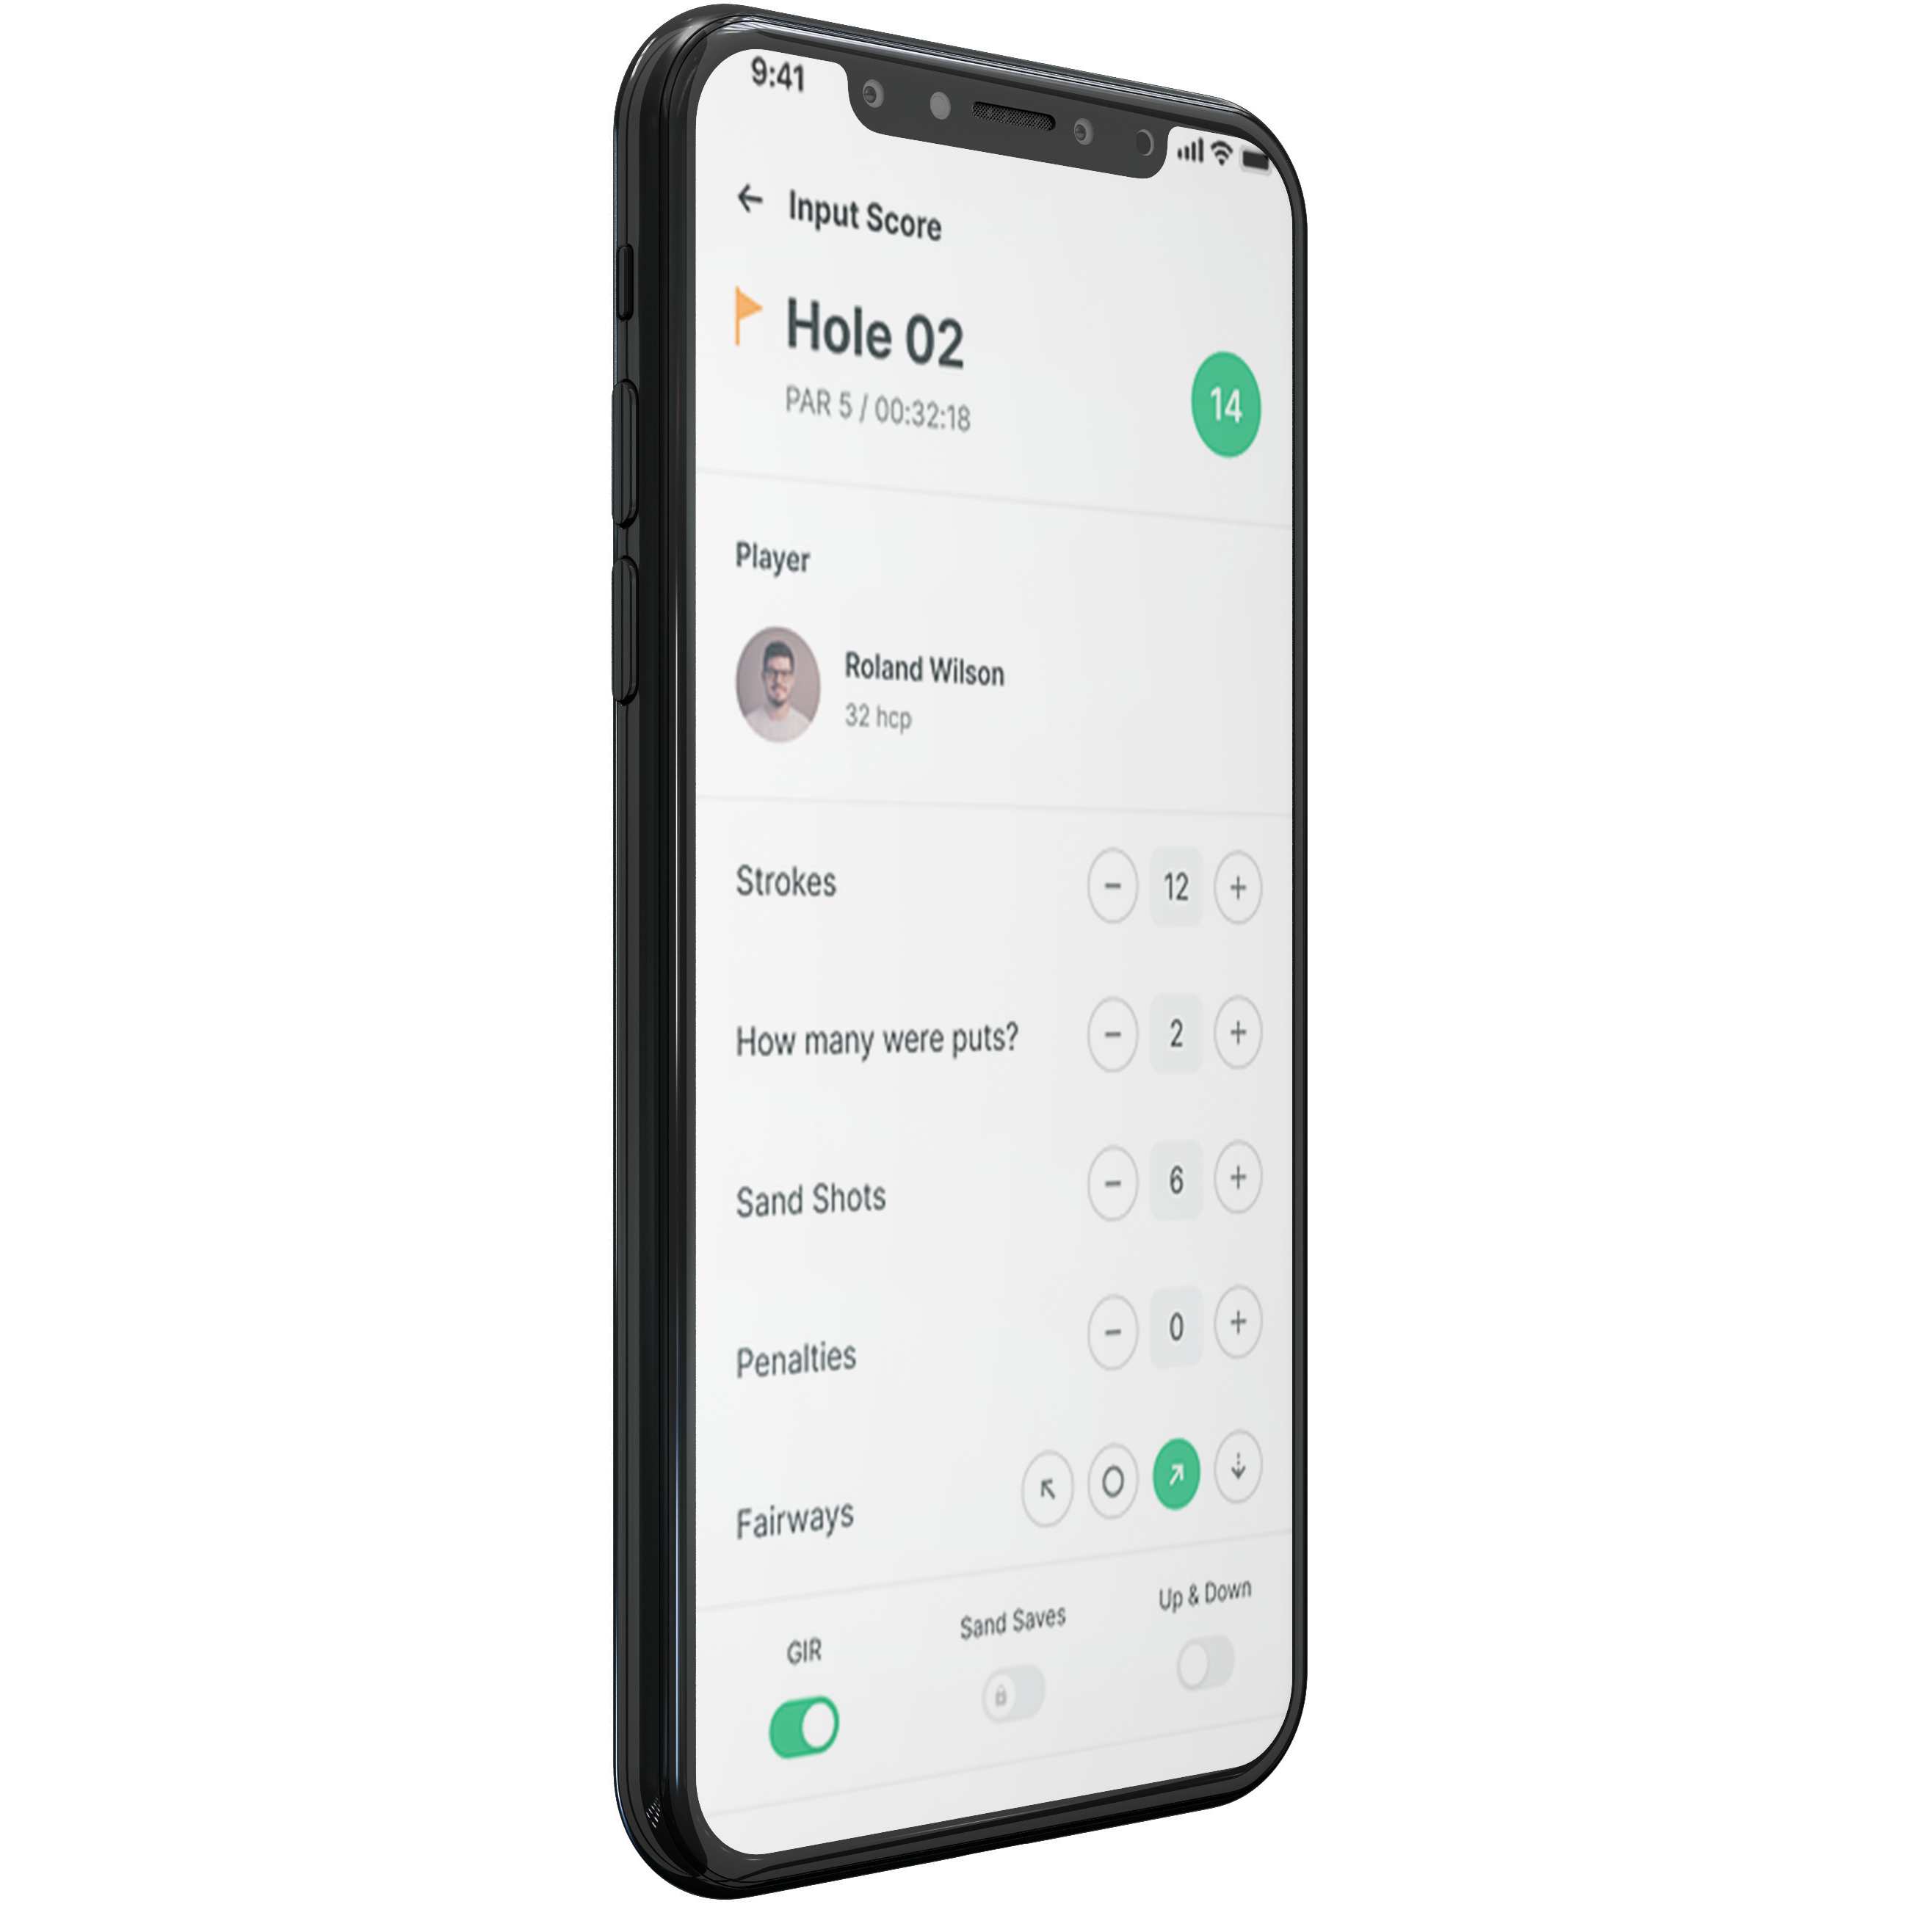 9:41
Input Score
Hole 02
PAR 5 / 00:32:18
14
Player
Roland Wilson
32 hcp
Strokes
12
How many were puts?
2
Sand Shots
6
Penalties
0
Fairways
GIR
Sand Saves
Up & Down